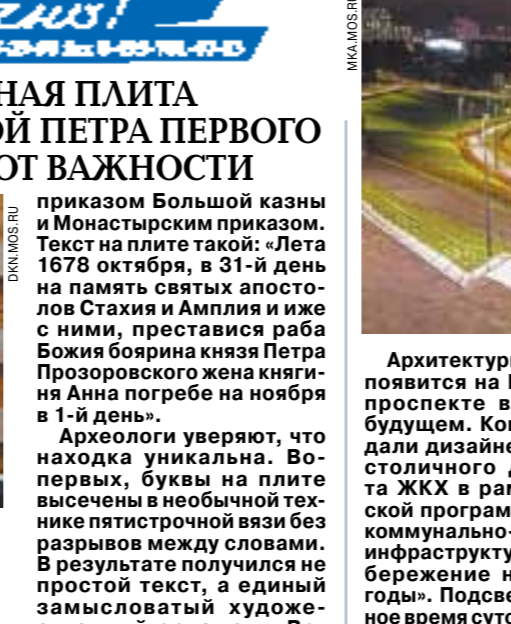 НАЯ ПЛИТА
ОЙ ПЕТРА ПЕРВОГО
ОТ ВАЖНОСТИ
DKN.MOS.RU
приказом Большой казны
и Монастырским приказом.
Текст на плите такой: «Лета
1678 октября, в 31-й день
на память святых апосто-
лов Стахия и Амплия и иже
с ними, преставися раба
Божия боярина князя Петра
Прозоровского жена княги-
ня Анна погребе на ноября
в 1-й день».
Археологи уверяют, что
находка уникальна. Во-
первых, буквы на плите
высечены в необычной тех-
нике пятистрочной вязи без
разрывов между словами.
В результате получился не
простой текст, а единый
замысловатый художе-
MKA.MOS.RU
Архитектурн
появится на
проспекте в
будущем. Ко
дали дизайне
столичного
та ЖКХ в рам
ской програм
коммунально-
инфраструкту
бережение н
годы». Подсве
ное время суто